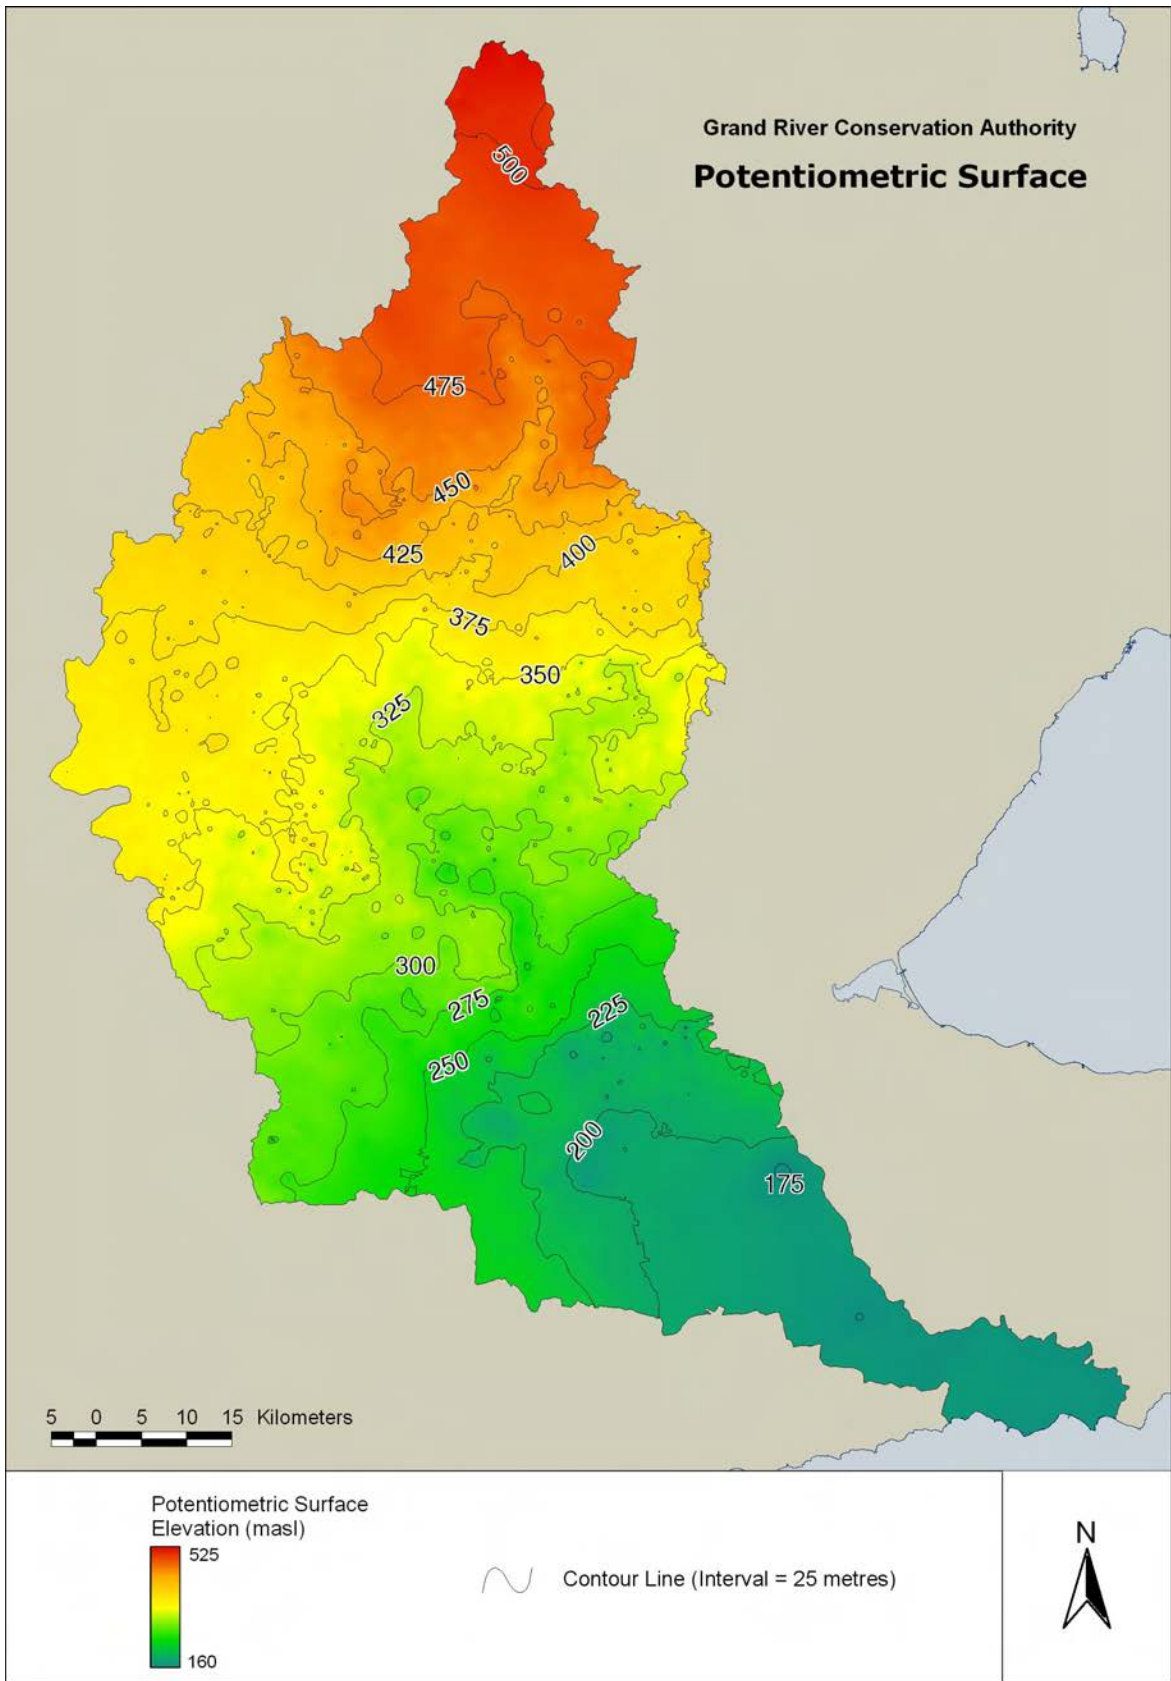 Grand River Conservation Authority
Potentiometric Surface
500
475
450
425
400
375
350
325
300
275
225
250
200
175
5 0 5 10 15 Kilometers
Potentiometric Surface
Elevation (masl)
525
160
Contour Line (Interval = 25 metres)
N